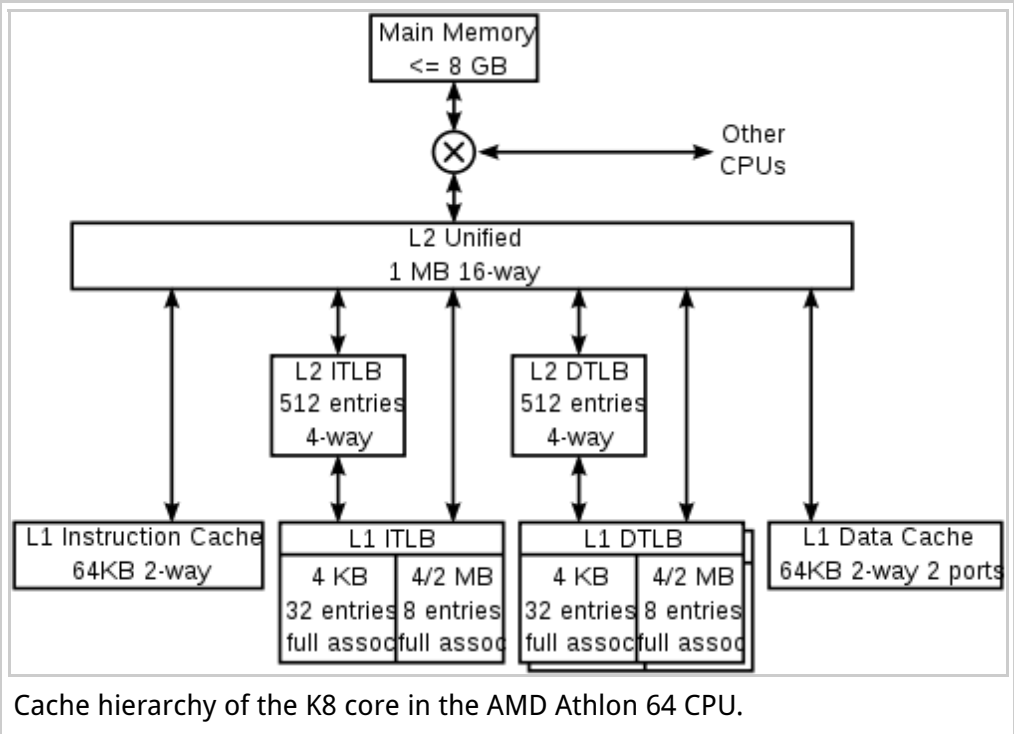 Main Memory
<= 8 GB
Other
CPUs
L2 Unified
1 MB 16-way
L2 ITLB
512 entries
4-way
L2 DTLB
512 entries
4-way
L1 Instruction Cache
64KB 2-way
L1 ITLB
4 KB
32 entries
full assoc
4/2 MB
8 entries
full assoc
L1 DTLB
4 KB
32 entries
full assoc
4/2 MB
8 entries
full assoc
L1 Data Cache
64KB 2-way 2 ports
Cache hierarchy of the K8 core in the AMD Athlon 64 CPU.